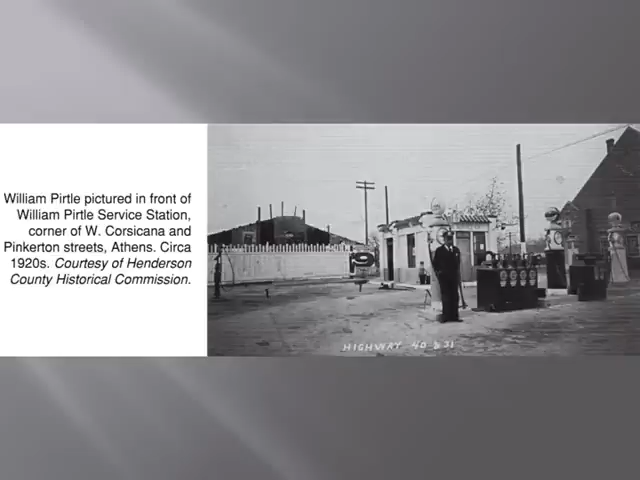 William Pirtle pictured in front of
William Pirtle Service Station,
corner of W. Corsicana and
Pinkerton streets, Athens. Circa
1920s. Courtesy of Henderson
County Historical Commission.
HIGHWAY 40 & 31